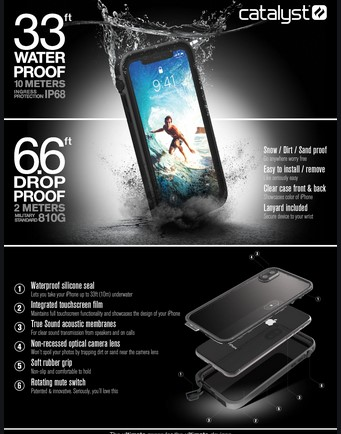 catalyst
33ft
WATER
PROOF
10 METERS
INGRESS
PROTECTION IP68
9:41
6.6ft
DROP
PROOF
2 METERS
MILITARY
STANDARD 810G
Snow / Dirt / Sand proof
Go anywhere worry free
Easy to install / remove
Clear case front & back
Showcases color of iPhone
Lanyard included
Secure device to your wrist
1 Waterproof silicone seal
Lets you take your iPhone up to 33ft (10m) underwater
2 Integrated touchscreen film
Maintains full touchscreen functionality and showcases the design of your iPhone
3 True Sound acoustic membranes
For clear sound transmission from speakers and on calls
4 Non-recessed optical camera lens
Won't spoil your photos by trapping dirt or sand near the camera lens
5 Soft rubber grip
Non-slip and comfortable to hold
6 Rotating mute switch
Patented & innovative. Seriously, you'll love this